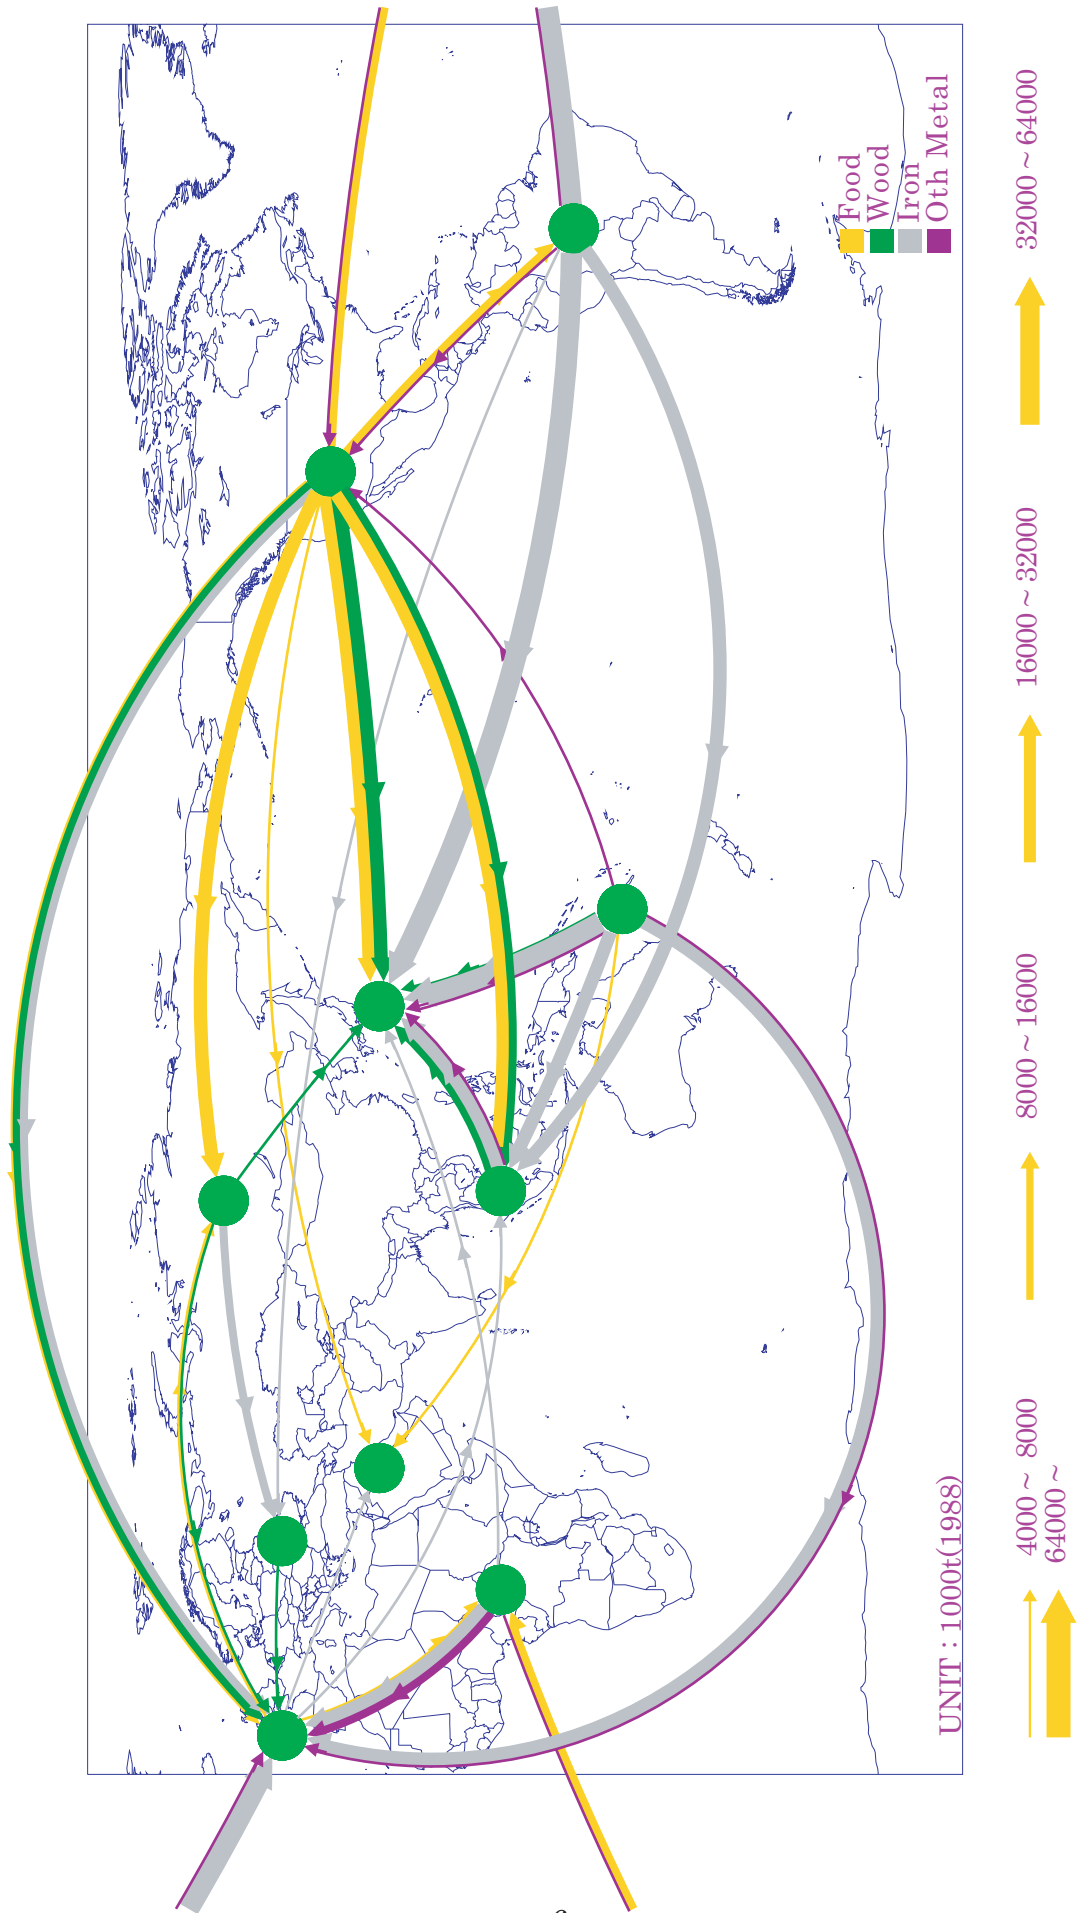 Food
Wood
Iron
Oth Metal
UNIT : 1000t(1988)
4000 ~ 8000
8000 ~ 16000
16000 ~ 32000
32000 ~ 64000
64000 ~